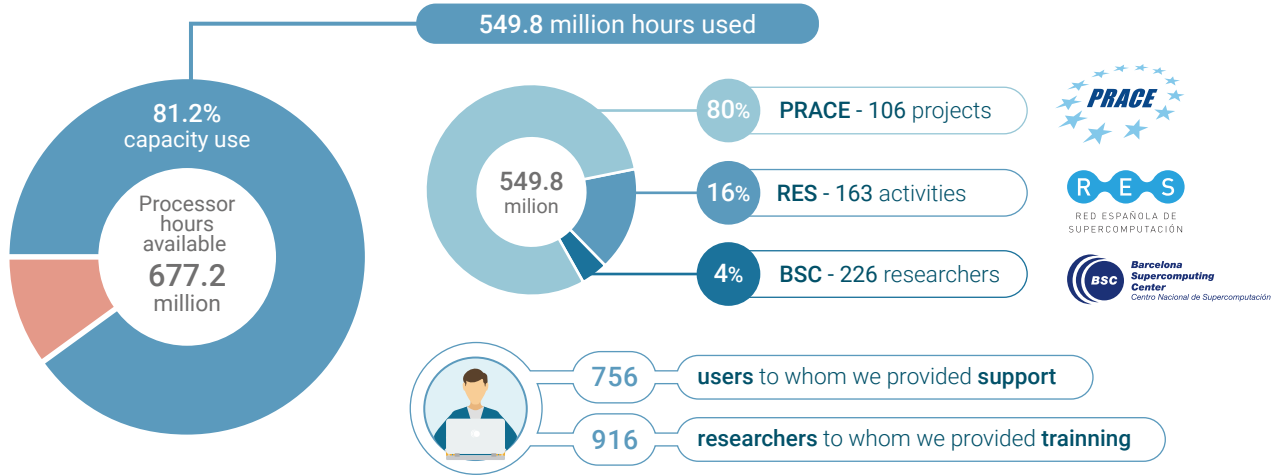 549.8 million hours used
81.2%
capacity use
Processor
hours
available
677.2
million
549.8
milion
80% PRACE - 106 projects
PRACE
16% RES - 163 activities
RES
RED ESPAÑOLA DE
SUPERCOMPUTACIÓN
4% BSC - 226 researchers
BSC
Barcelona
Supercomputing
Center
Centro Nacional de Supercomputación
756 users to whom we provided support
916 researchers to whom we provided trainning